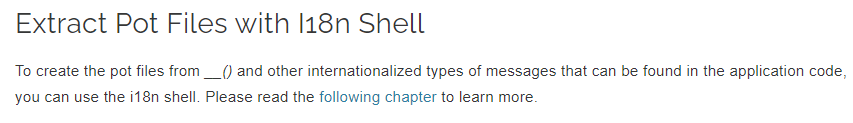 Extract Pot Files with I18n Shell
To create the pot files from __() and other internationalized types of messages that can be found in the application code,
you can use the i18n shell. Please read the following chapter to learn more.